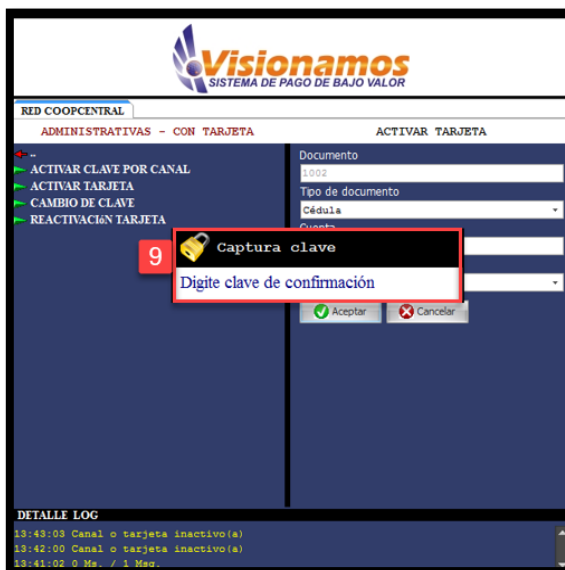 Visionamos
SISTEMA DE PAGO DE BAJO VALOR
RED COOPCENTRAL
ADMINISTRATIVAS - CON TARJETA
ACTIVAR TARJETA
..
ACTIVAR CLAVE POR CANAL
ACTIVAR TARJETA
CAMBIO DE CLAVE
REACTIVACIóN TARJETA
Documento
1002
Tipo de documento
Cédula
Cuenta
9
Captura clave
Digite clave de confirmación
Aceptar
Cancelar
DETALLE LOG
13:43:03 Canal o tarjeta inactivo(a)
13:42:00 Canal o tarjeta inactivo(a)
13:41:02 0 Ms. / 1 Msg.